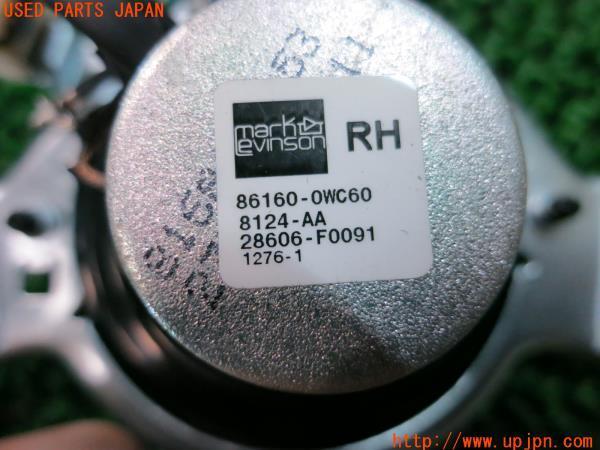 USED PARTS JAPAN
mark
Levinson
RH
86160-0WC60
8124-AA
28606-F0091
1276-1
http://www.upjpn.com/